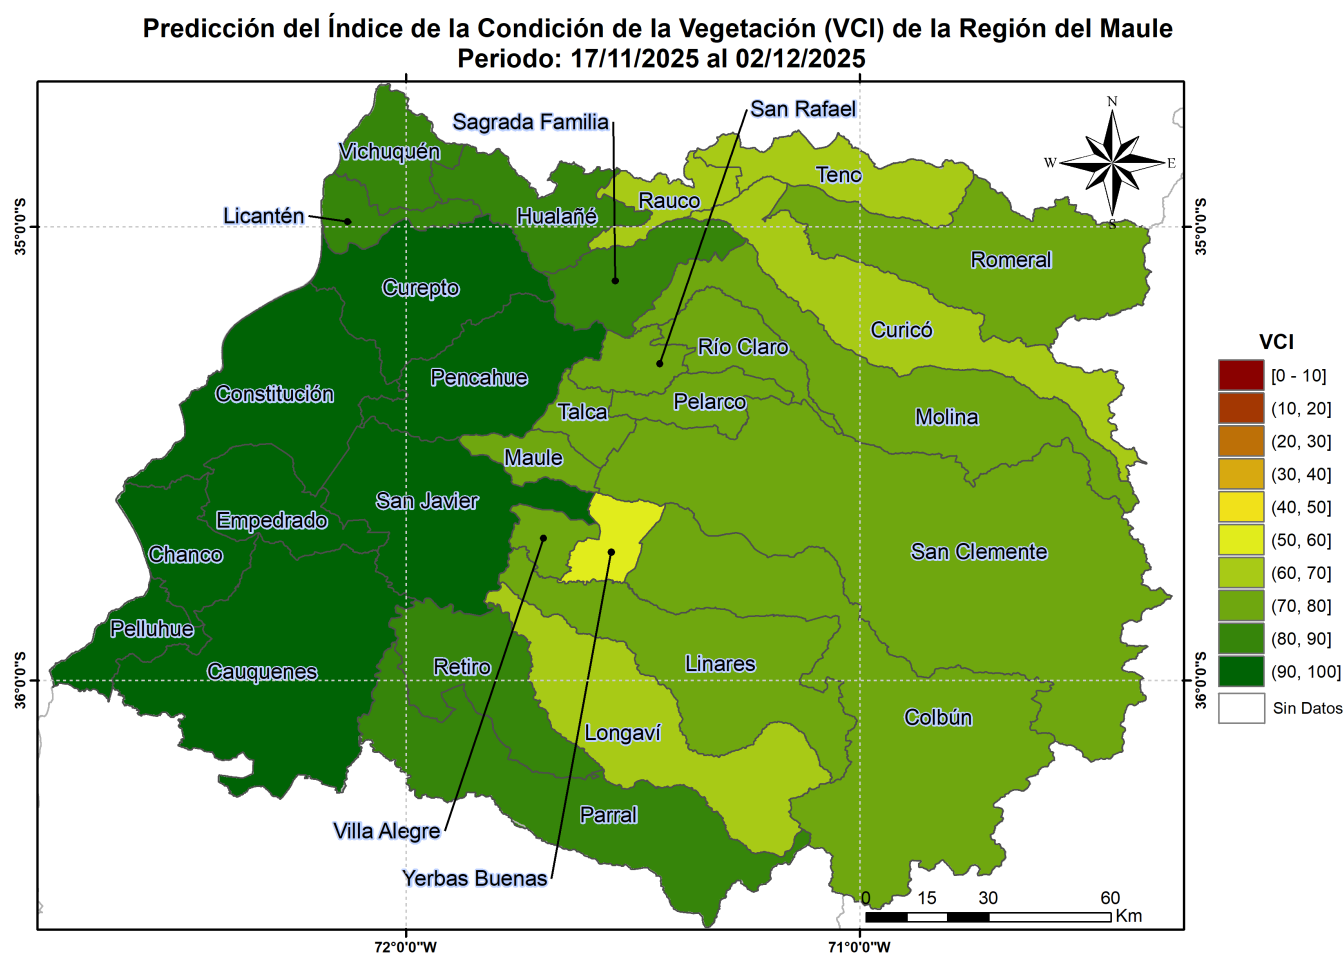 Predicción del Índice de la Condición de la Vegetación (VCI) de la Región del Maule
Periodo: 17/11/2025 al 02/12/2025
San Rafael
Sagrada Familia
N
W
E
S
Vichuquén
Teno
Rauco
Licantén
Hualañé
35°0'0"S
35°0'0"S
Romeral
Curepto
Curicó
Río Claro
VCI
[0 - 10]
(10, 20]
(20, 30]
(30, 40]
(40, 50]
(50, 60]
(60, 70]
(70, 80]
(80, 90]
(90, 100]
Sin Datos
Pencahue
Constitución
Pelarco
Talca
Molina
Maule
San Javier
Empedrado
Chanco
San Clemente
Pelluhue
Cauquenes
Retiro
Linares
36°0'0"S
36°0'0"S
Colbún
Longaví
Parral
Villa Alegre
Yerbas Buenas
0 15 30 60
Km
72°0'0"W
71°0'0"W